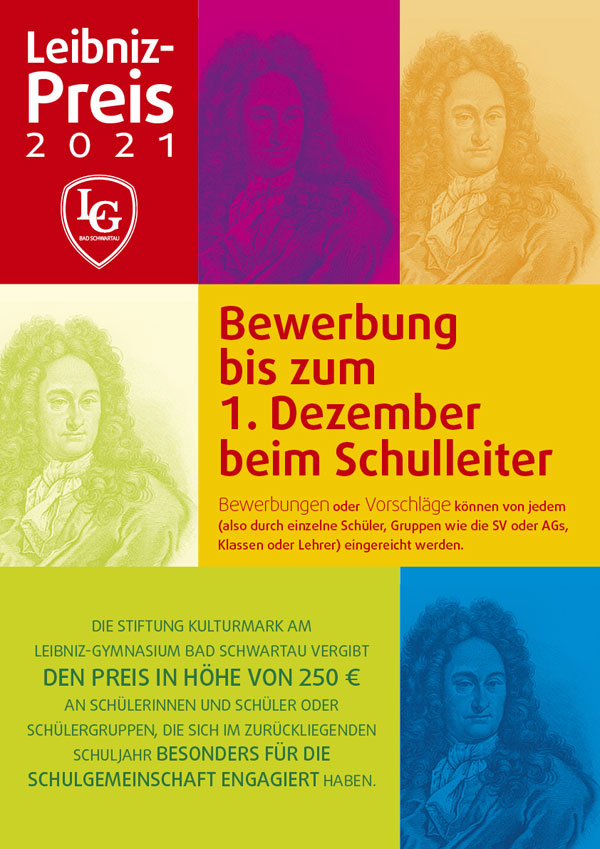 Leibniz-
Preis
2021
LG
BAD SCHWARTAU
Bewerbung
bis zum
1. Dezember
beim Schulleiter
Bewerbungen oder Vorschläge können von jedem
(also durch einzelne Schüler, Gruppen wie die SV oder AGs,
Klassen oder Lehrer) eingereicht werden.
DIE STIFTUNG KULTURMARK AM
LEIBNIZ-GYMNASIUM BAD SCHWARTAU VERGIBT
DEN PREIS IN HÖHE VON 250 €
AN SCHÜLERINNEN UND SCHÜLER ODER
SCHÜLERGRUPPEN, DIE SICH IM ZURÜCKLIEGENDEN
SCHULJAHR BESONDERS FÜR DIE
SCHULGEMEINSCHAFT ENGAGIERT HABEN.